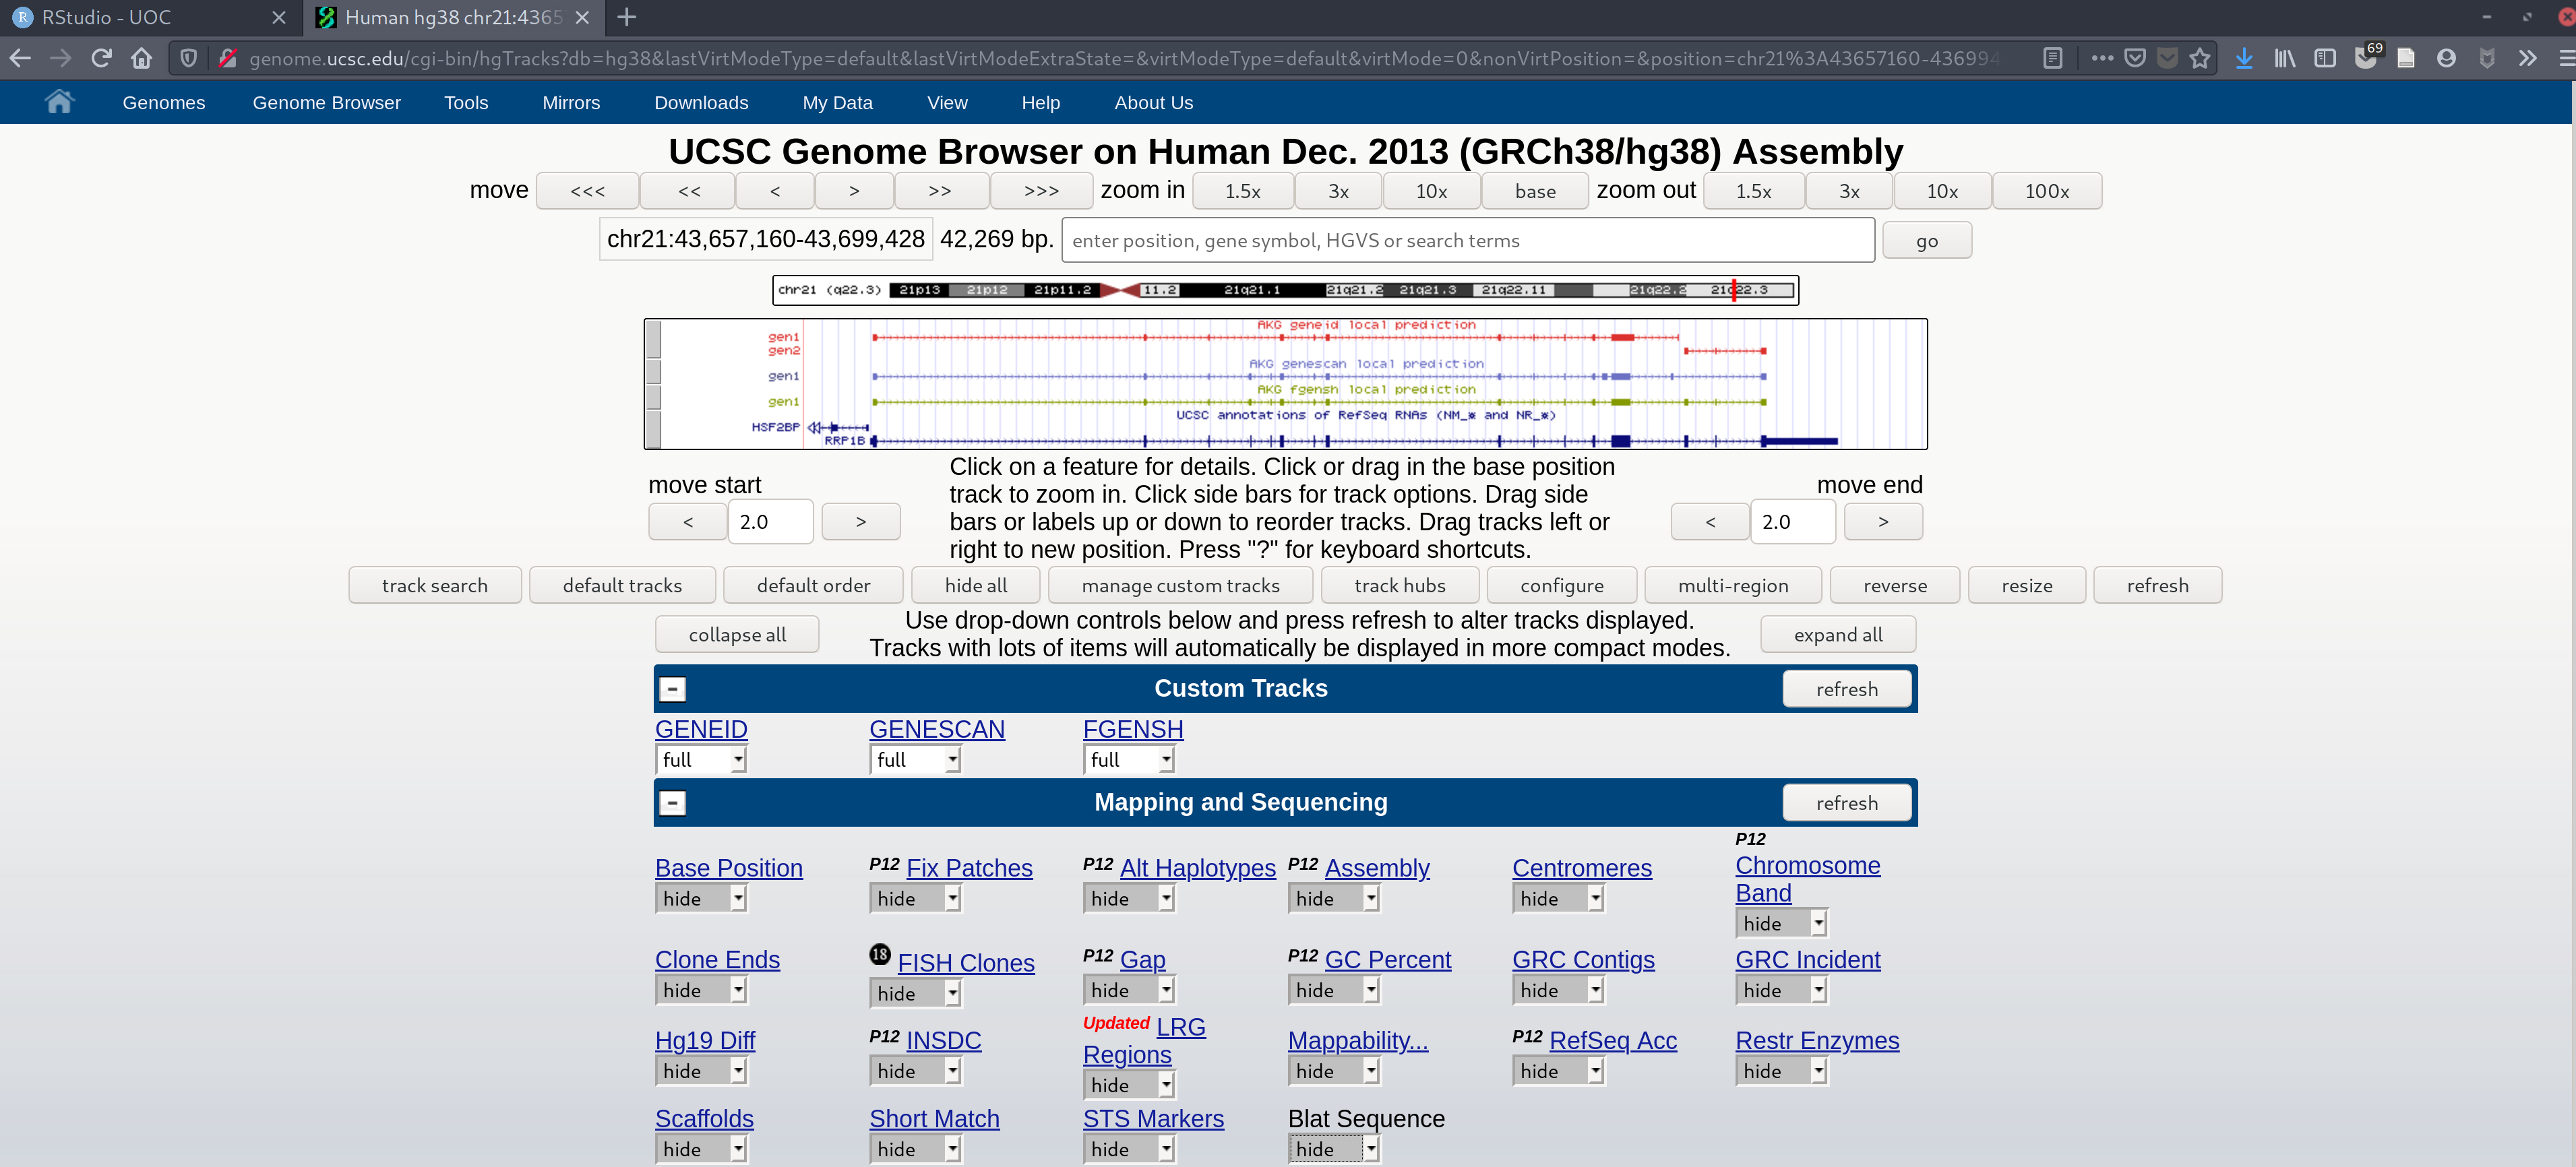 RStudio - UOC
Human hg38 chr21:4365
genome.ucsc.edu/cgi-bin/hgTracks?db=hg38&lastVirtModeType=default&lastVirtModeExtraState=&virtModeType=default&virtMode=0&nonVirtPosition=&position=chr21%3A43657160-436994
69
Genomes Genome Browser Tools Mirrors Downloads My Data View Help About Us
UCSC Genome Browser on Human Dec. 2013 (GRCh38/hg38) Assembly
move <<< << < > >> >>> zoom in 1.5x 3x 10x base zoom out 1.5x 3x 10x 100x
chr21:43,657,160-43,699,428 42,269 bp. enter position, gene symbol, HGVS or search terms go
chr21 (q22.3) 21p13 21p12 21p11.2 11.2 21q21.1 21q21.2 21q21.3 21q22.11 21q22.2 21q22.3
AKG geneid local prediction
gen1
gen2
AKG genescan local prediction
gen1
AKG fgensh local prediction
gen1
UCSC annotations of RefSeq RNAs (NM_* and NR_*)
HSF2BP
RRP1B
move start
< 2.0 >
Click on a feature for details. Click or drag in the base position
track to zoom in. Click side bars for track options. Drag side
bars or labels up or down to reorder tracks. Drag tracks left or
right to new position. Press "?" for keyboard shortcuts.
move end
< 2.0 >
track search default tracks default order hide all manage custom tracks track hubs configure multi-region reverse resize refresh
collapse all
Use drop-down controls below and press refresh to alter tracks displayed.
Tracks with lots of items will automatically be displayed in more compact modes.
expand all
- Custom Tracks refresh
GENEID GENESCAN FGENSH
full full full
- Mapping and Sequencing refresh
Base Position P12 Fix Patches P12 Alt Haplotypes P12 Assembly Centromeres P12 Chromosome Band
hide hide hide hide hide hide
Clone Ends 18 FISH Clones P12 Gap P12 GC Percent GRC Contigs GRC Incident
hide hide hide hide hide hide
Hg19 Diff P12 INSDC Updated LRG Regions Mappability... P12 RefSeq Acc Restr Enzymes
hide hide hide hide hide hide
Scaffolds Short Match STS Markers Blat Sequence
hide hide hide hide